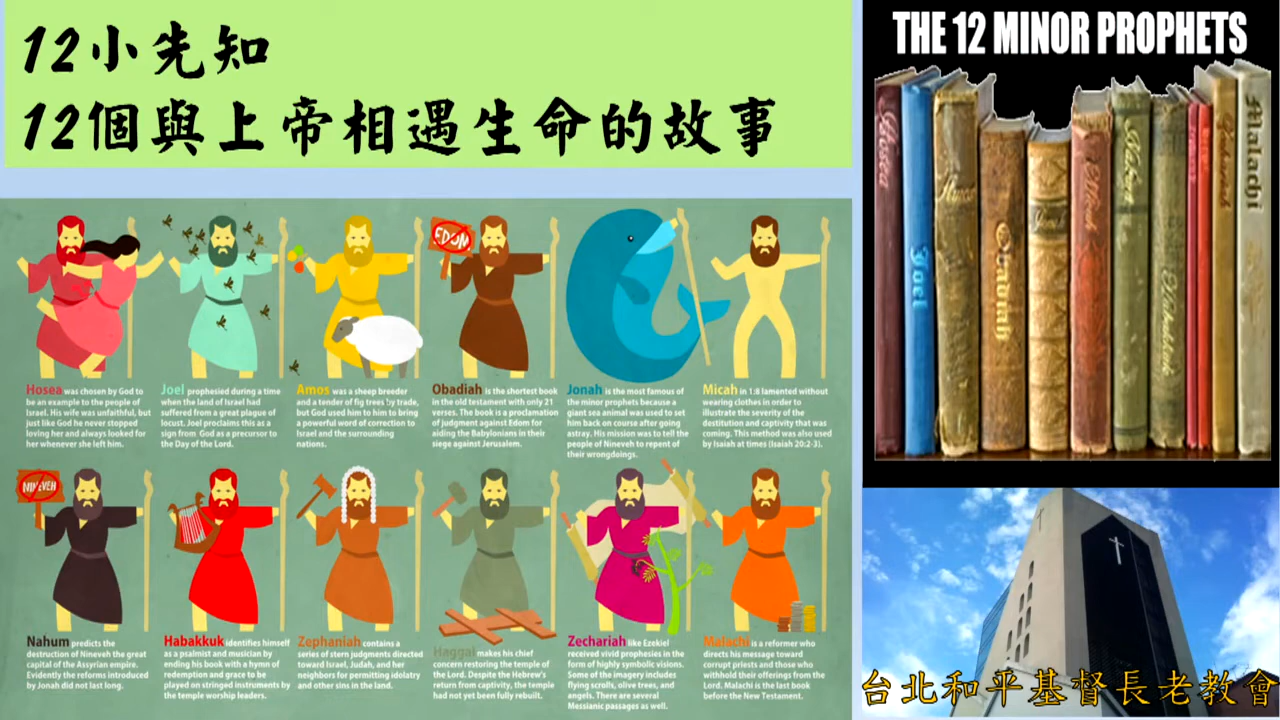 12小先知
12個與上帝相遇生命的故事
THE 12 MINOR PROPHETS
Hosea
Joel
Amos
Obadiah
Malachi
EDOM
Hosea was chosen by God to
be an example to the people of
Israel. His wife was unfaithful, but
just like God he never stopped
loving her and always looked for
her whenever she left him.
Joel prophesied during a time
when the land of Israel had
suffered from a great plague of
locust. Joel proclaims this as a
sign from God as a precursor to
the Day of the Lord.
Amos was a sheep breeder
and a tender of fig trees by trade,
but God used him to him to bring
a powerful word of correction to
Israel and the surrounding
nations.
Obadiah is the shortest book
in the old testament with only 21
verses. The book is a proclamation
of judgment against Edom for
aiding the Babylonians in their
siege against Jerusalem.
Jonah is the most famous of
the minor prophets because a
giant sea animal was used to set
him back on course after going
astray. His mission was to tell the
people of Nineveh to repent of
their wrongdoings.
Micah in 1:8 lamented without
wearing clothes in order to
illustrate the severity of the
destitution and captivity that was
coming. This method was also used
by Isaiah at times (Isaiah 20:2-3).
NINEVEH
Nahum predicts the
destruction of Nineveh the great
capital of the Assyrian empire.
Evidently the reforms introduced
by Jonah did not last long.
Habakkuk identifies himself
as a psalmist and musician by
ending his book with a hymn of
redemption and grace to be
played on stringed instruments by
the temple worship leaders.
Zephaniah contains a
series of stern judgments directed
toward Israel, Judah, and her
neighbors for permitting idolatry
and other sins in the land.
Haggai makes his chief
concern restoring the temple of
the Lord. Despite the Hebrew's
return from captivity, the temple
had not yet been fully rebuilt.
Zechariah like Ezekiel
received vivid prophesies in the
form of highly symbolic visions.
Some of the imagery includes
flying scrolls, olive trees, and
angels. There are several
Messianic passages as well.
Malachi is a reformer who
directs his message toward
corrupt priests and those who
withhold their offerings from the
Lord. Malachi is the last book
before the New Testament.
台北和平基督長老教會